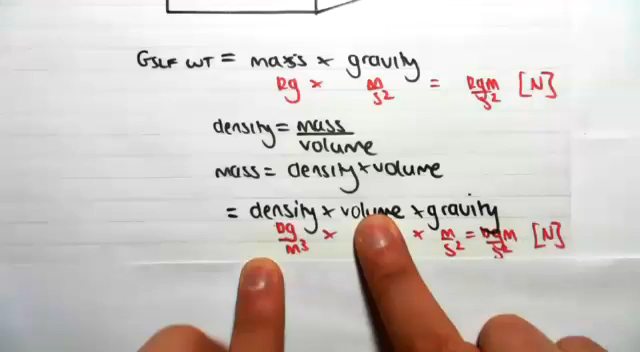 SELF WT = mass × gravity
kg × m/s² = kgm/s² [N]
density = mass/volume
mass = density × volume
= density × volume × gravity
kg/m³ × × m/s² = kgm/s² [N]